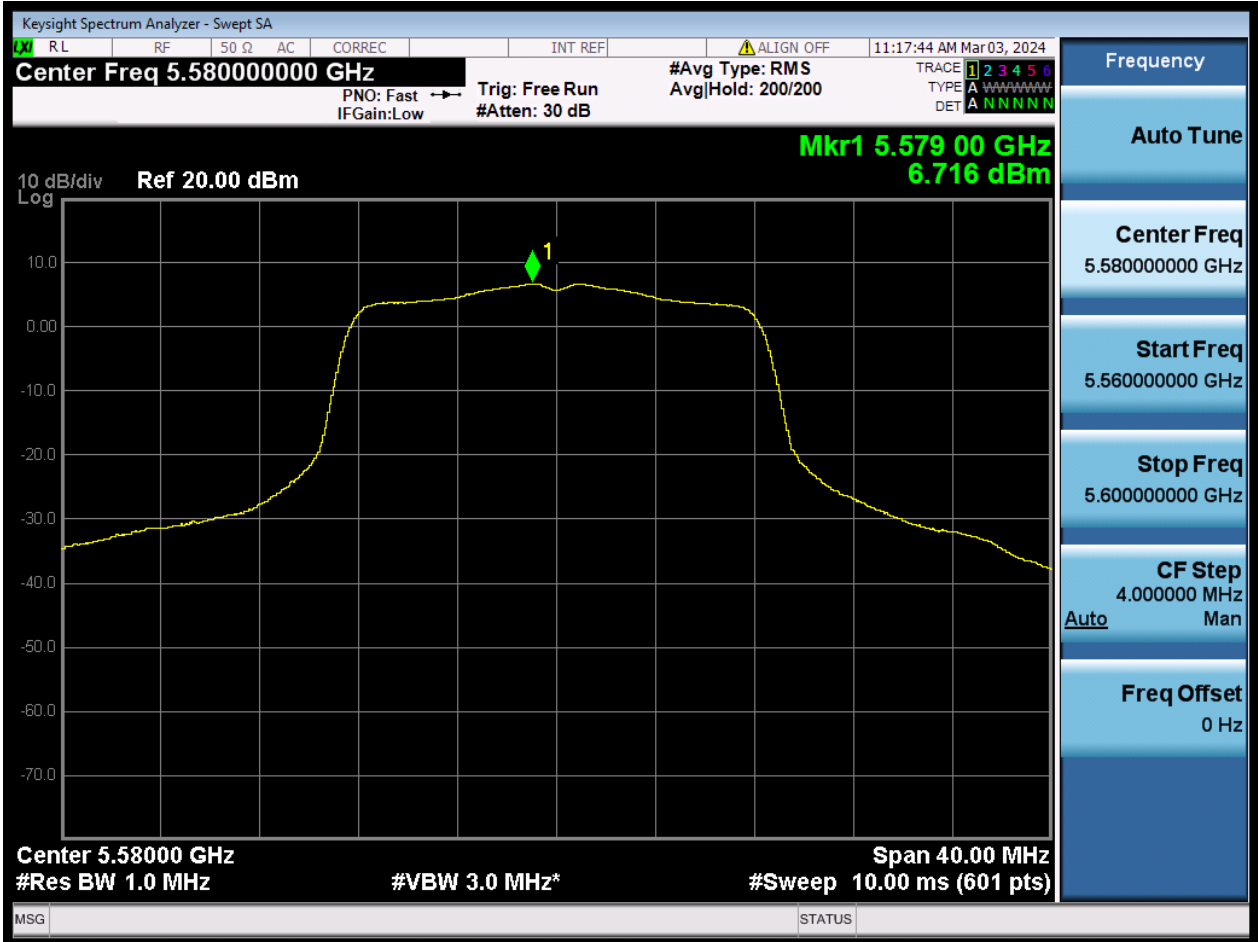 Keysight Spectrum Analyzer - Swept SA
LXI RL RF 50 Ω AC CORREC INT REF ALIGN OFF 11:17:44 AM Mar 03, 2024
Center Freq 5.580000000 GHz
PNO: Fast
IFGain:Low
Trig: Free Run
#Atten: 30 dB
#Avg Type: RMS
Avg|Hold: 200/200
TRACE 1 2 3 4 5 6
TYPE A WWWWW
DET A N N N N N
Mkr1 5.579 00 GHz
6.716 dBm
10 dB/div Ref 20.00 dBm
Log
1
10.0
0.00
-10.0
-20.0
-30.0
-40.0
-50.0
-60.0
-70.0
Center 5.58000 GHz Span 40.00 MHz
#Res BW 1.0 MHz #VBW 3.0 MHz* #Sweep 10.00 ms (601 pts)
MSG STATUS
Frequency
Auto Tune
Center Freq
5.580000000 GHz
Start Freq
5.560000000 GHz
Stop Freq
5.600000000 GHz
CF Step
4.000000 MHz
Auto Man
Freq Offset
0 Hz